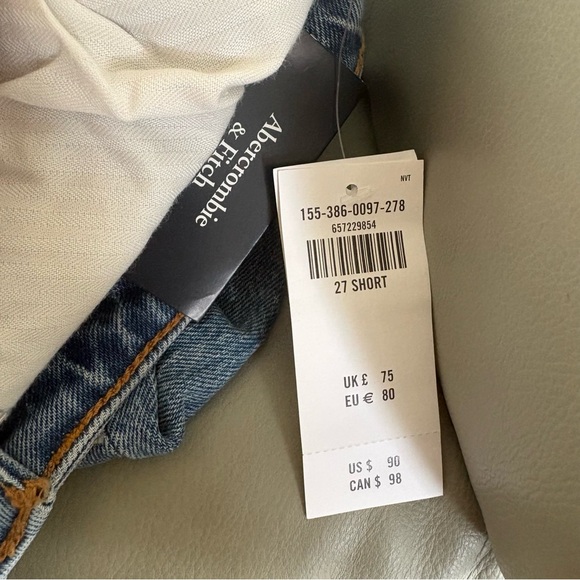 Abercrombie
& Fitch
NVT
155-386-0097-278
657229854
27 SHORT
UK £ 75
EU € 80
US $ 90
CAN $ 98